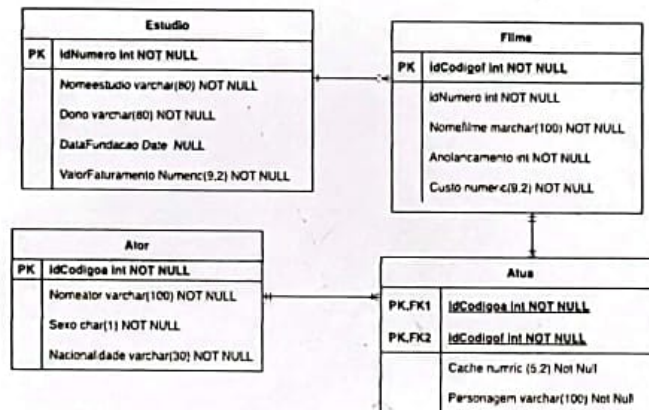 Estudio
PK IdNumero Int NOT NULL
Nomeestudio varchar(80) NOT NULL
Dono varchar(80) NOT NULL
DataFundacao Date NULL
ValorFaturamento Numeric(9,2) NOT NULL
Filme
PK IdCodigof Int NOT NULL
IdNumero int NOT NULL
Nomefilme marchar(100) NOT NULL
Anolancamento int NOT NULL
Custo numeric(9,2) NOT NULL
Ator
PK IdCodigoa Int NOT NULL
Nomeator varchar(100) NOT NULL
Sexo char(1) NOT NULL
Nacionalidade varchar(30) NOT NULL
Atua
PK,FK1 IdCodigoa Int NOT NULL
PK,FK2 IdCodigof Int NOT NULL
Cache numric (5,2) Not Null
Personagem varchar(100) Not Null